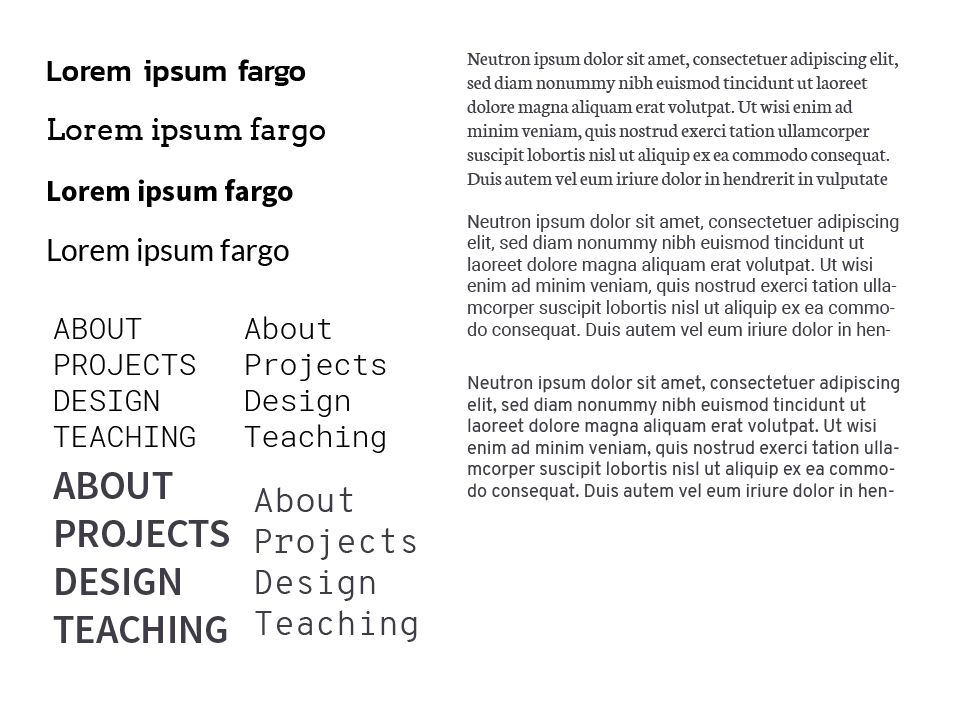 Lorem ipsum fargo
Lorem ipsum fargo
Lorem ipsum fargo
Lorem ipsum fargo
ABOUT
PROJECTS
DESIGN
TEACHING
About
Projects
Design
Teaching
ABOUT
PROJECTS
DESIGN
TEACHING
About
Projects
Design
Teaching
Neutron ipsum dolor sit amet, consectetuer adipiscing elit,
sed diam nonummy nibh euismod tincidunt ut laoreet
dolore magna aliquam erat volutpat. Ut wisi enim ad
minim veniam, quis nostrud exerci tation ullamcorper
suscipit lobortis nisl ut aliquip ex ea commodo consequat.
Duis autem vel eum iriure dolor in hendrerit in vulputate
Neutron ipsum dolor sit amet, consectetuer adipiscing
elit, sed diam nonummy nibh euismod tincidunt ut
laoreet dolore magna aliquam erat volutpat. Ut wisi
enim ad minim veniam, quis nostrud exerci tation ulla-
mcorper suscipit lobortis nisl ut aliquip ex ea commo-
do consequat. Duis autem vel eum iriure dolor in hen-
Neutron ipsum dolor sit amet, consectetuer adipiscing
elit, sed diam nonummy nibh euismod tincidunt ut
laoreet dolore magna aliquam erat volutpat. Ut wisi
enim ad minim veniam, quis nostrud exerci tation ulla-
mcorper suscipit lobortis nisl ut aliquip ex ea commo-
do consequat. Duis autem vel eum iriure dolor in hen-